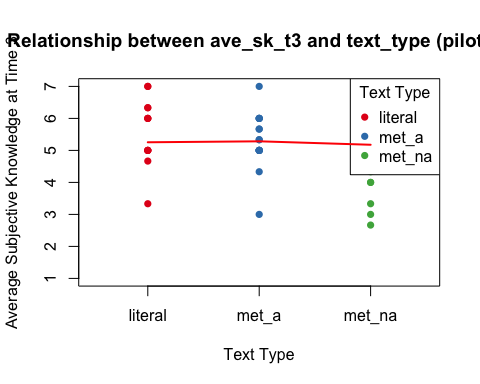 Relationship between ave_sk_t3 and text_type (pilot
Average Subjective Knowledge at Time 3
7
6
5
4
3
2
1
Text Type
literal
met_a
met_na
literal
met_a
met_na
Text Type